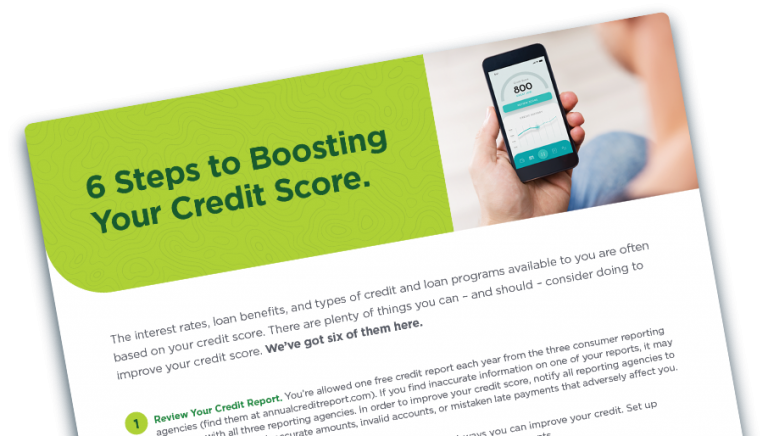 6 Steps to Boosting
Your Credit Score.
800
The interest rates, loan benefits, and types of credit and loan programs available to you are often
based on your credit score. There are plenty of things you can – and should – consider doing to
improve your credit score. We've got six of them here.
1 Review Your Credit Report. You're allowed one free credit report each year from the three consumer reporting
agencies (find them at annualcreditreport.com). If you find inaccurate information on one of your reports, it may
with all three reporting agencies. In order to improve your credit score, notify all reporting agencies to
amounts, invalid accounts, or mistaken late payments that adversely affect you.
ways you can improve your credit. Set up